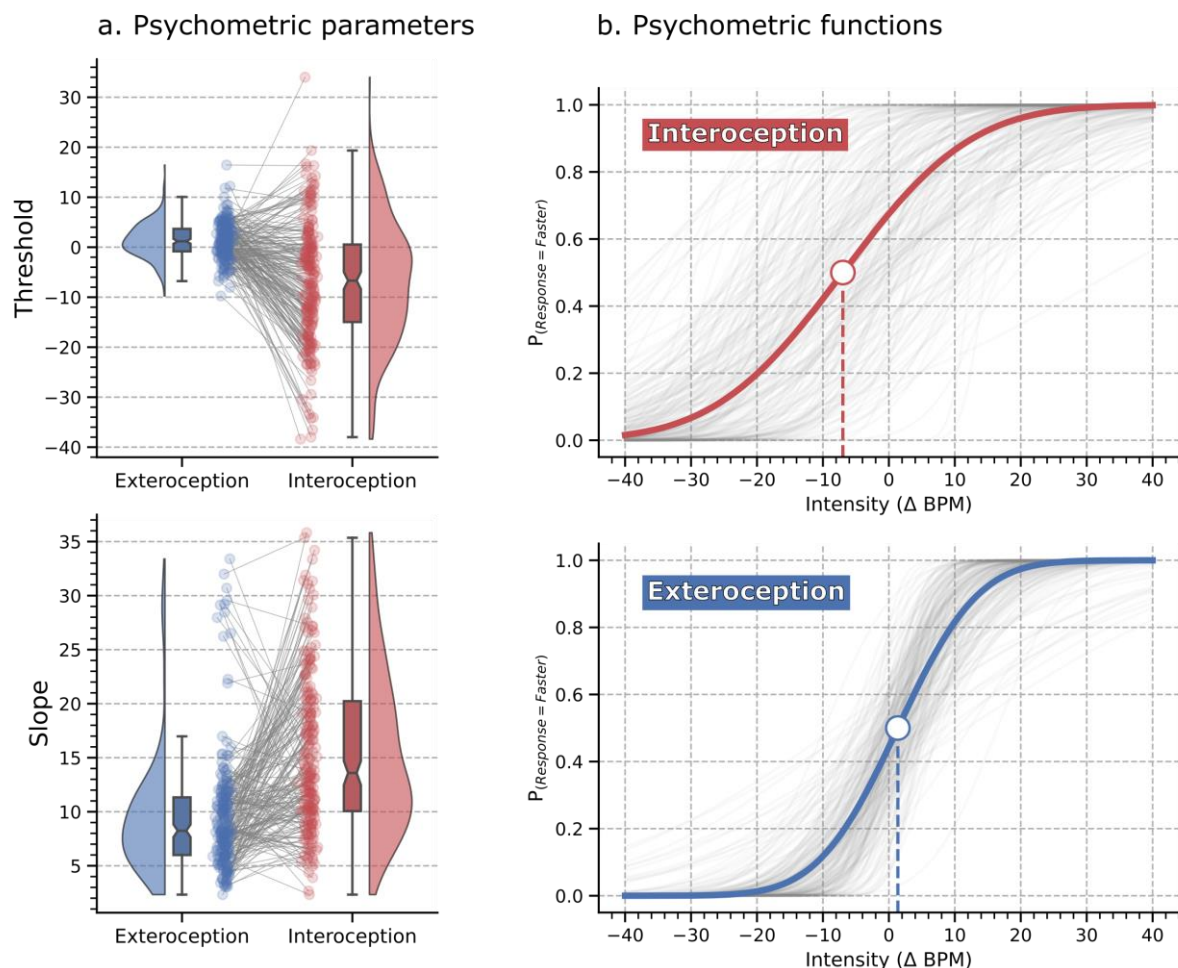 a. Psychometric parameters
30
20
10
0
−10
−20
−30
−40
Threshold
Exteroception Interoception
35
30
25
20
15
10
5
Slope
Exteroception Interoception
b. Psychometric functions
Interoception
1.0
0.8
0.6
0.4
0.2
0.0
P(Response = Faster)
−40 −30 −20 −10 0 10 20 30 40
Intensity (Δ BPM)
Exteroception
1.0
0.8
0.6
0.4
0.2
0.0
P(Response = Faster)
−40 −30 −20 −10 0 10 20 30 40
Intensity (Δ BPM)